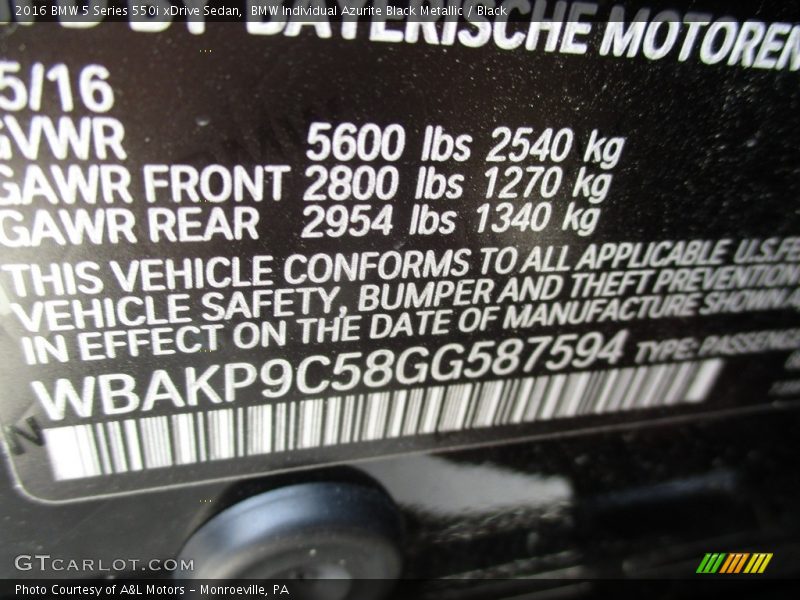 2016 BMW 5 Series 550i xDrive Sedan, BMW Individual Azurite Black Metallic / Black
BY BAYERISCHE MOTOREN
5/16
GVWR 5600 lbs 2540 kg
GAWR FRONT 2800 lbs 1270 kg
GAWR REAR 2954 lbs 1340 kg
THIS VEHICLE CONFORMS TO ALL APPLICABLE U.S. FE
VEHICLE SAFETY, BUMPER AND THEFT PREVENTION
IN EFFECT ON THE DATE OF MANUFACTURE SHOWN A
WBAKP9C58GG587594 TYPE: PASSENGE
N
GTCARLOT.COM
Photo Courtesy of A&L Motors - Monroeville, PA